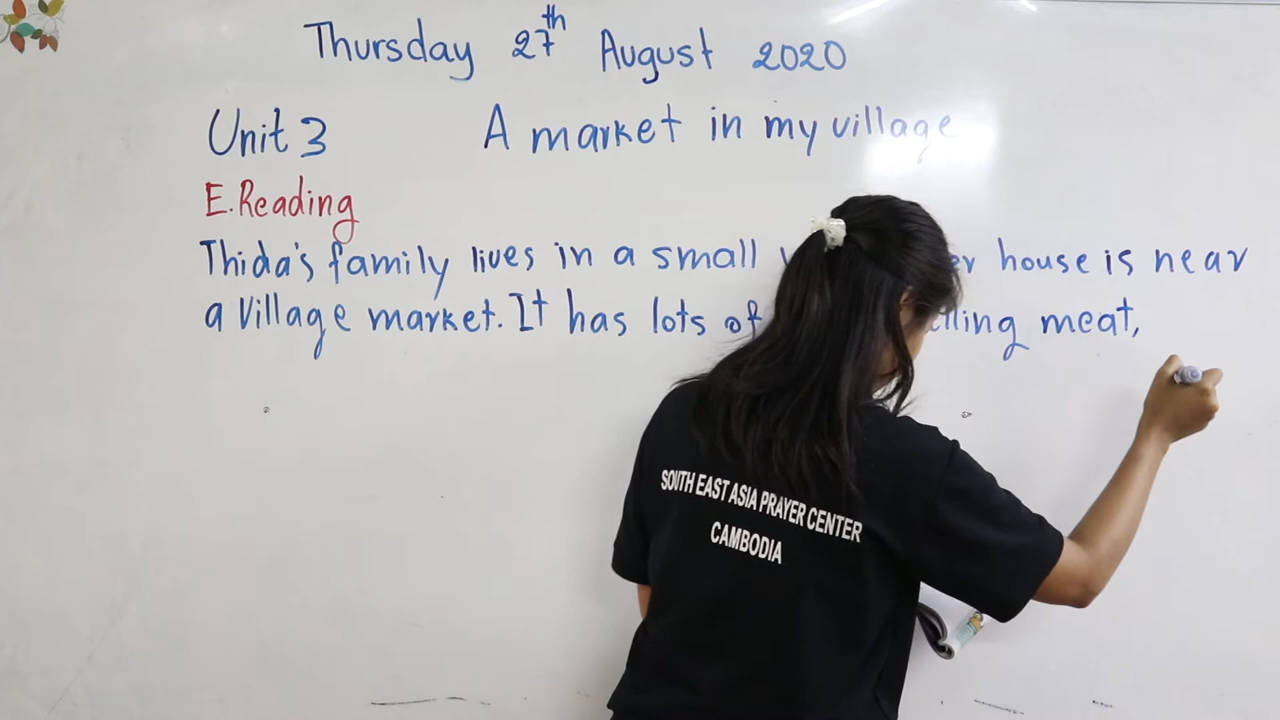 Thursday 27th August 2020
Unit 3 A market in my village
E. Reading
Thida's family lives in a small house is near
a Village market. It has lots of meat,
SOUTH EAST ASIA PRAYER CENTER
CAMBODIA